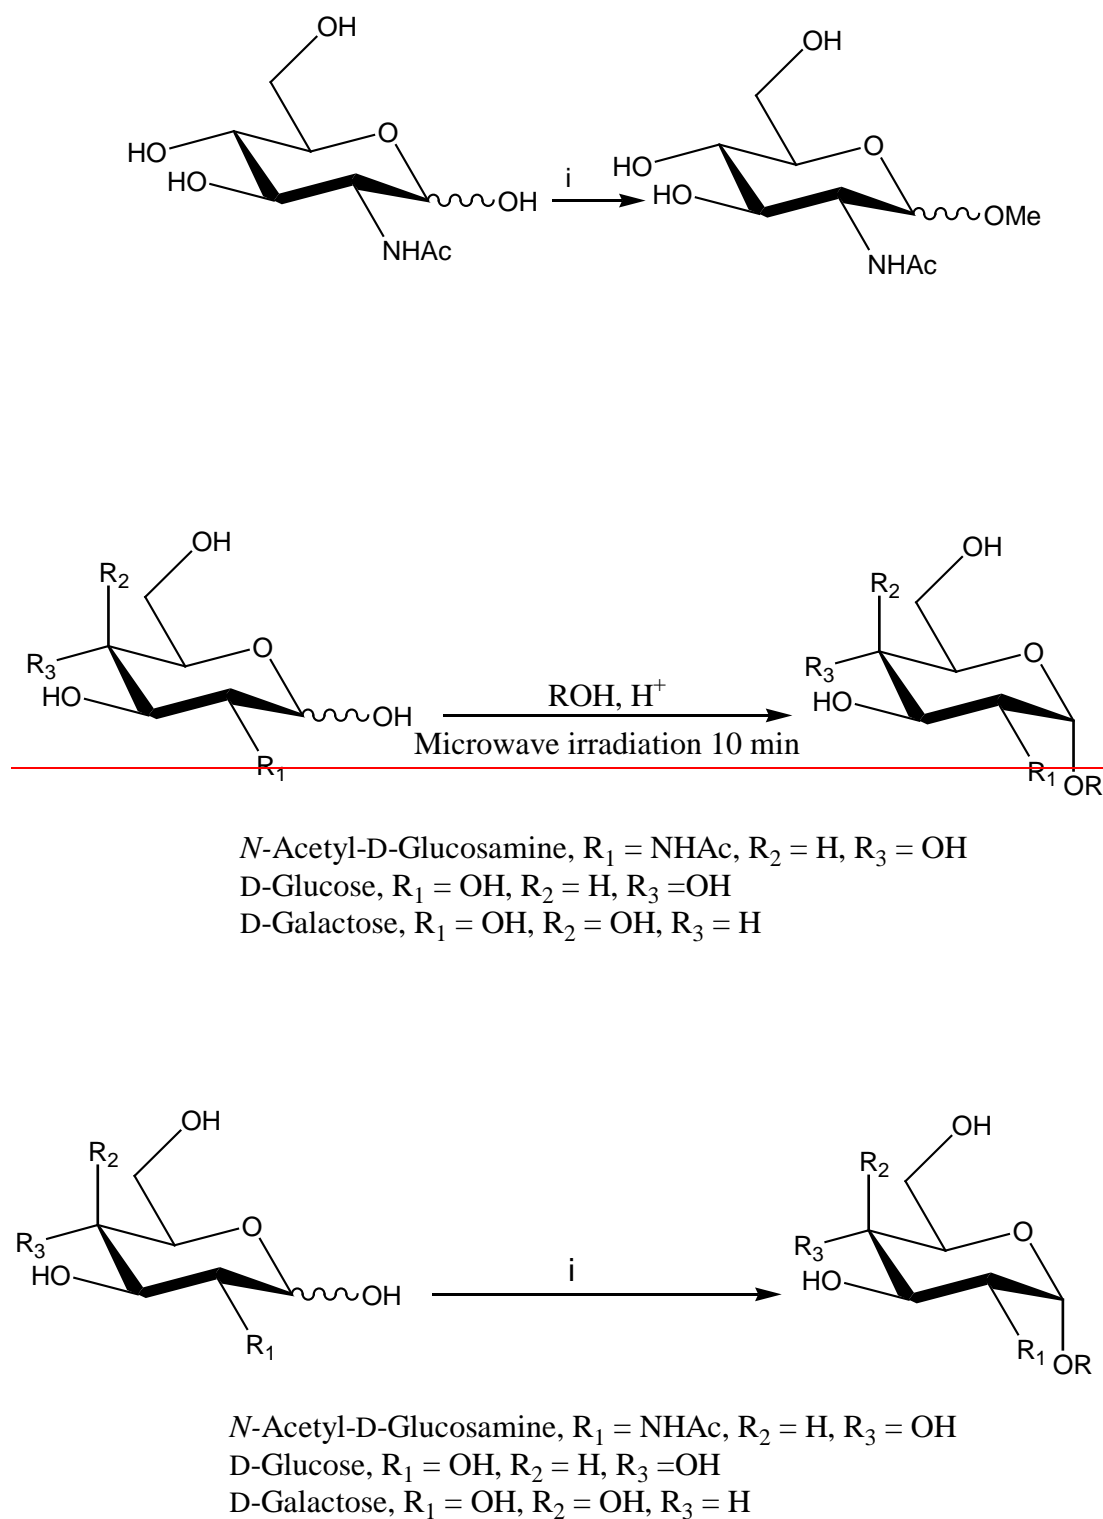 OH
OH
O
O
HO
HO
HO
HO
i
OH
OMe
NHAc
NHAc
OH
OH
R2
R2
O
O
R3
R3
HO
HO
ROH, H+
OH
Microwave irradiation 10 min
R1
R1
OR
N-Acetyl-D-Glucosamine, R1 = NHAc, R2 = H, R3 = OH
D-Glucose, R1 = OH, R2 = H, R3 =OH
D-Galactose, R1 = OH, R2 = OH, R3 = H
OH
OH
R2
R2
O
O
R3
R3
HO
HO
i
OH
R1
R1
OR
N-Acetyl-D-Glucosamine, R1 = NHAc, R2 = H, R3 = OH
D-Glucose, R1 = OH, R2 = H, R3 =OH
D-Galactose, R1 = OH, R2 = OH, R3 = H